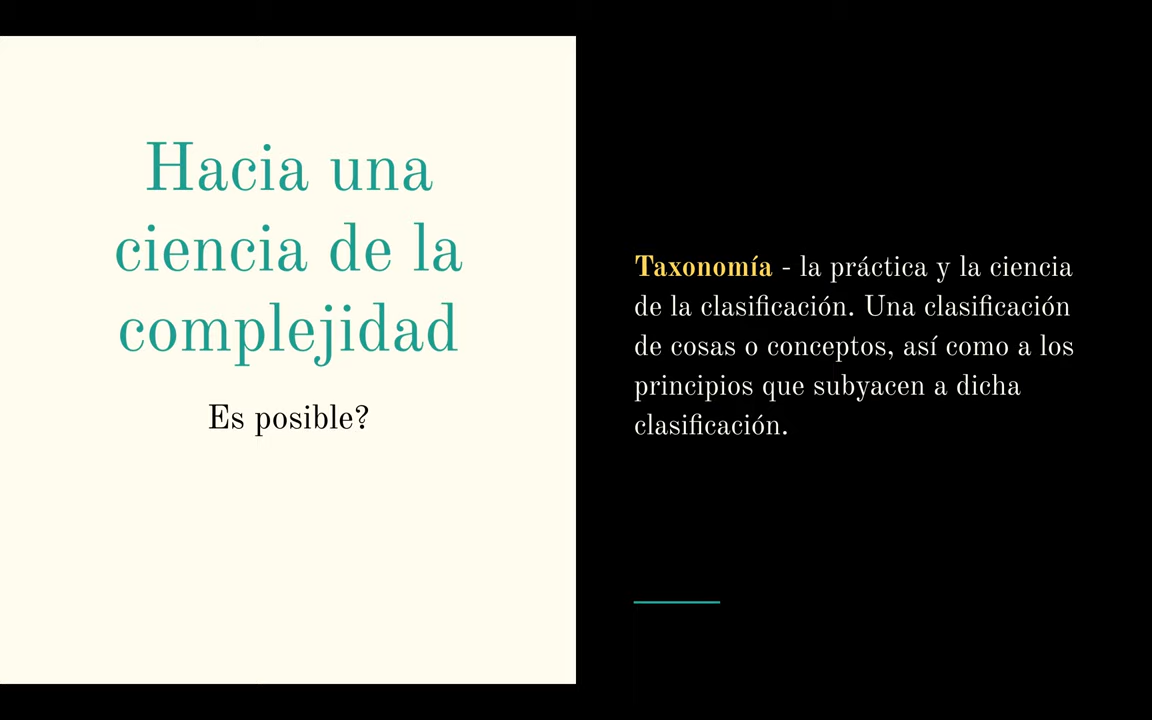 Hacia una
ciencia de la
complejidad
Es posible?
Taxonomía - la práctica y la ciencia
de la clasificación. Una clasificación
de cosas o conceptos, así como a los
principios que subyacen a dicha
clasificación.